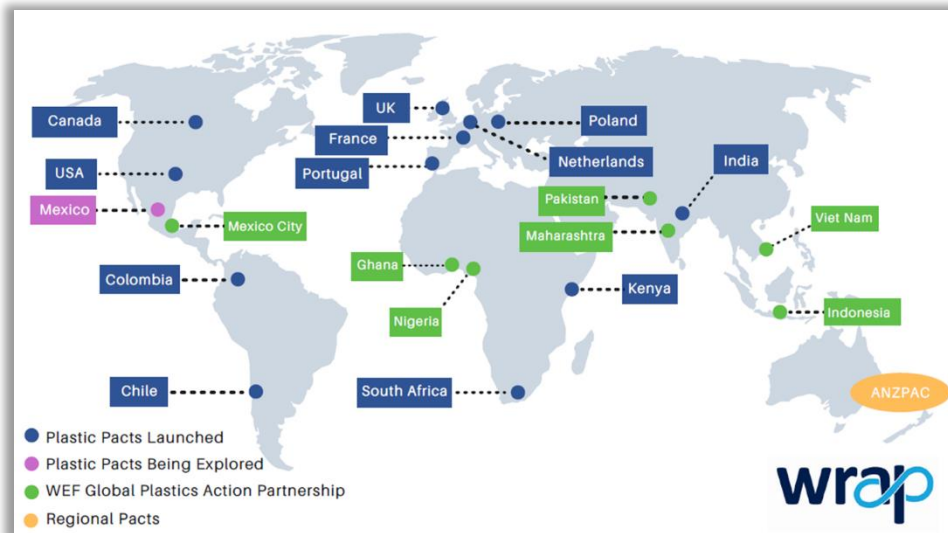 Canada
UK
Poland
France
USA
Portugal
Netherlands
India
Mexico
Mexico City
Pakistan
Viet Nam
Maharashtra
Ghana
Colombia
Kenya
Nigeria
Indonesia
Chile
South Africa
ANZPAC
Plastic Pacts Launched
Plastic Pacts Being Explored
WEF Global Plastics Action Partnership
Regional Pacts
wrap